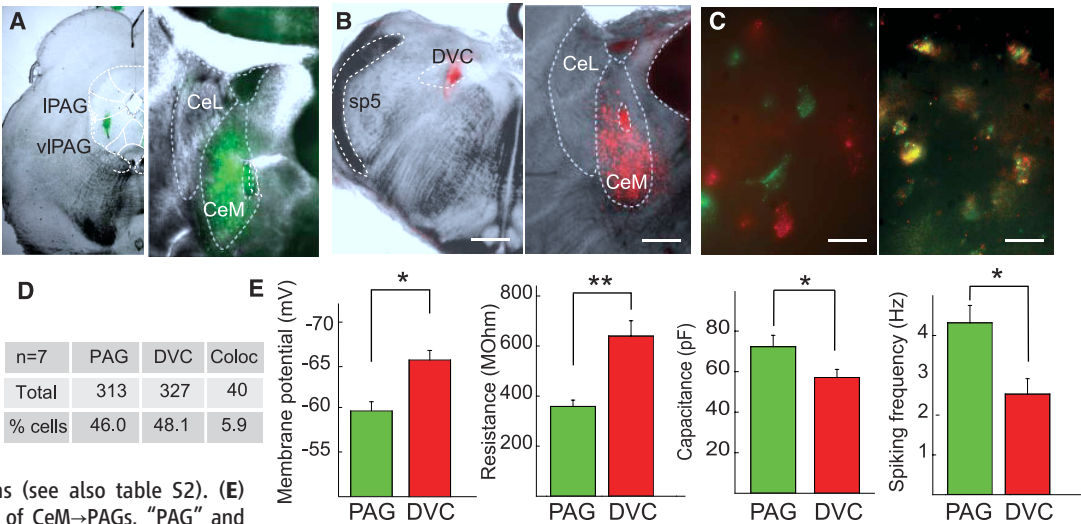 A
lPAG
vlPAG
CeL
CeM
B
sp5
DVC
CeL
CeM
C
D
n=7 PAG DVC Coloc
Total 313 327 40
% cells 46.0 48.1 5.9
ns (see also table S2). (E)
of CeM→PAGs. "PAG" and
E
Membrane potential (mV)
-70
-65
-60
-55
*
PAG DVC
Resistance (MOhm)
800
600
400
200
**
PAG DVC
Capacitance (pF)
80
60
40
20
*
PAG DVC
Spiking frequency (Hz)
4
3
2
1
*
PAG DVC